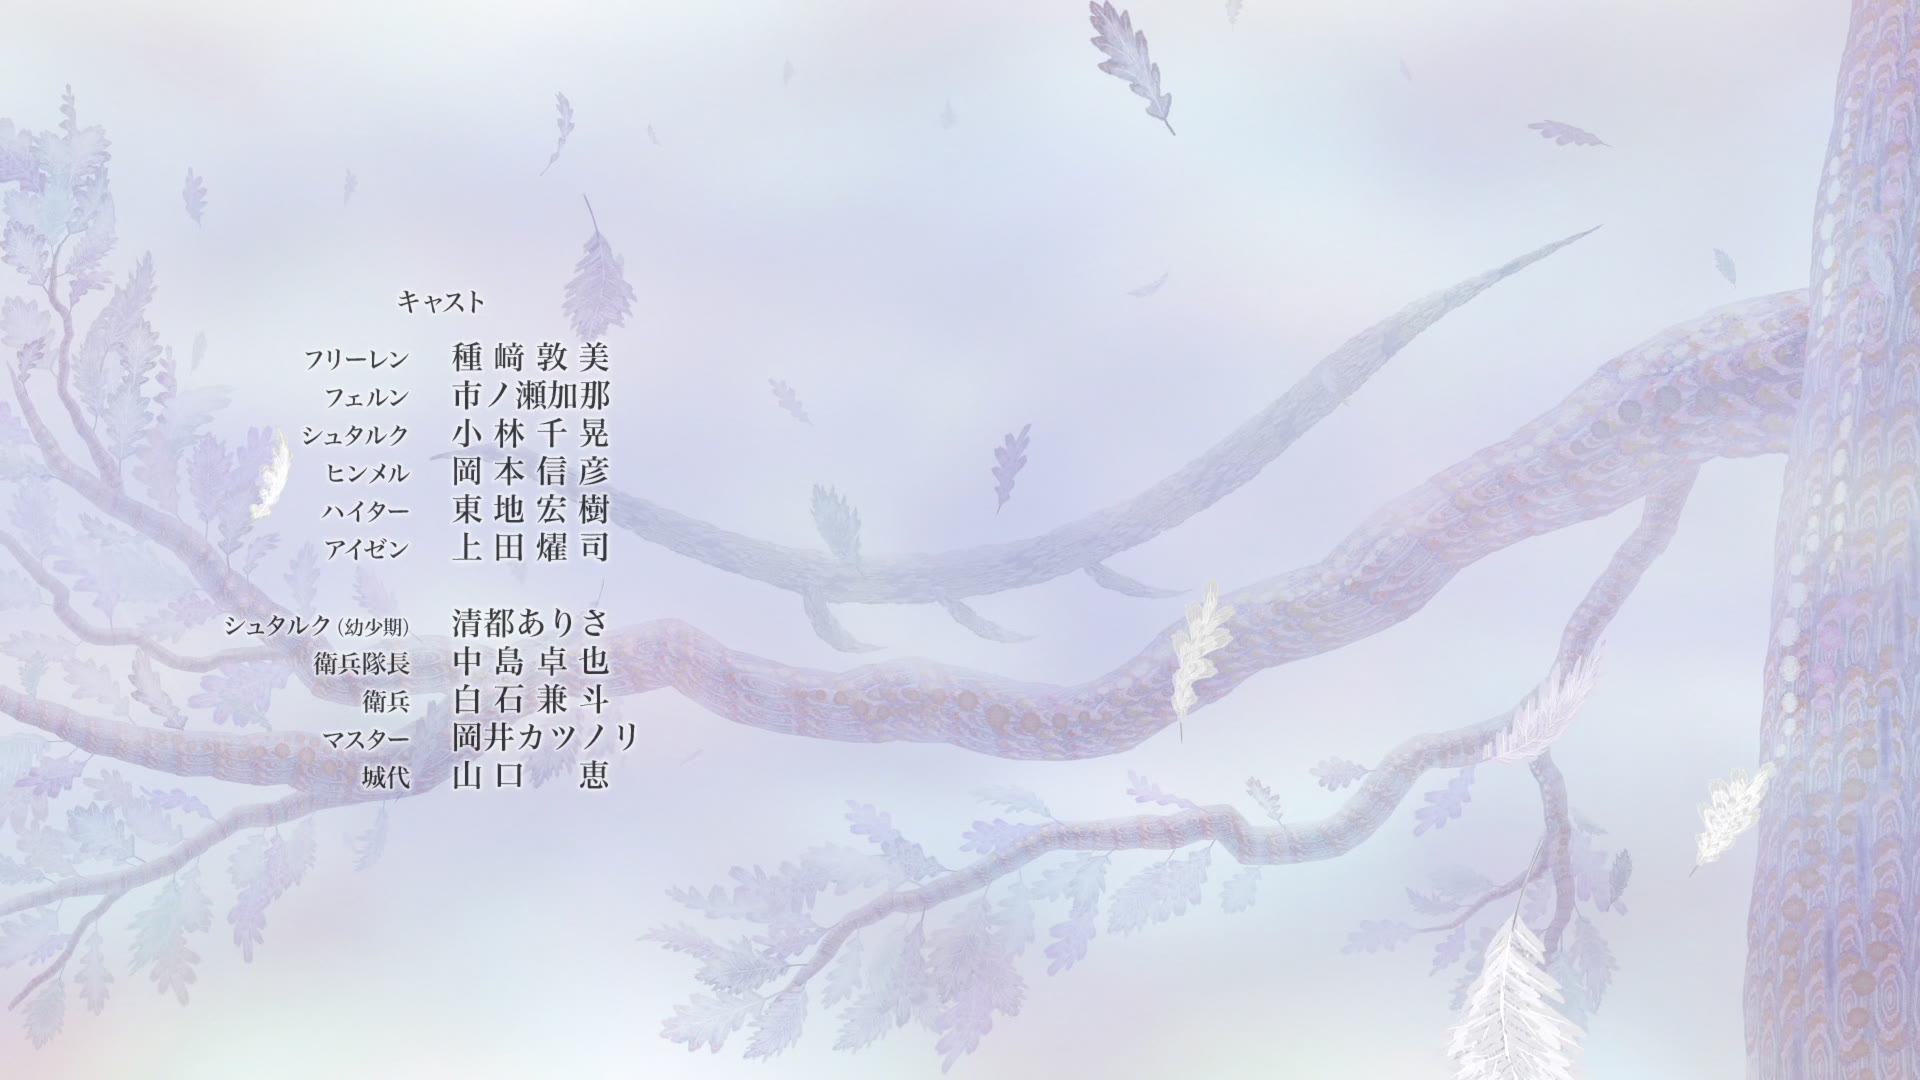 キャスト
フリーレン 種﨑敦美
フェルン 市ノ瀬加那
シュタルク 小林千晃
ヒンメル 岡本信彦
ハイター 東地宏樹
アイゼン 上田燿司
シュタルク（幼少期） 清都ありさ
衛兵隊長 中島卓也
衛兵 白石兼斗
マスター 岡井カツノリ
城代 山口 恵